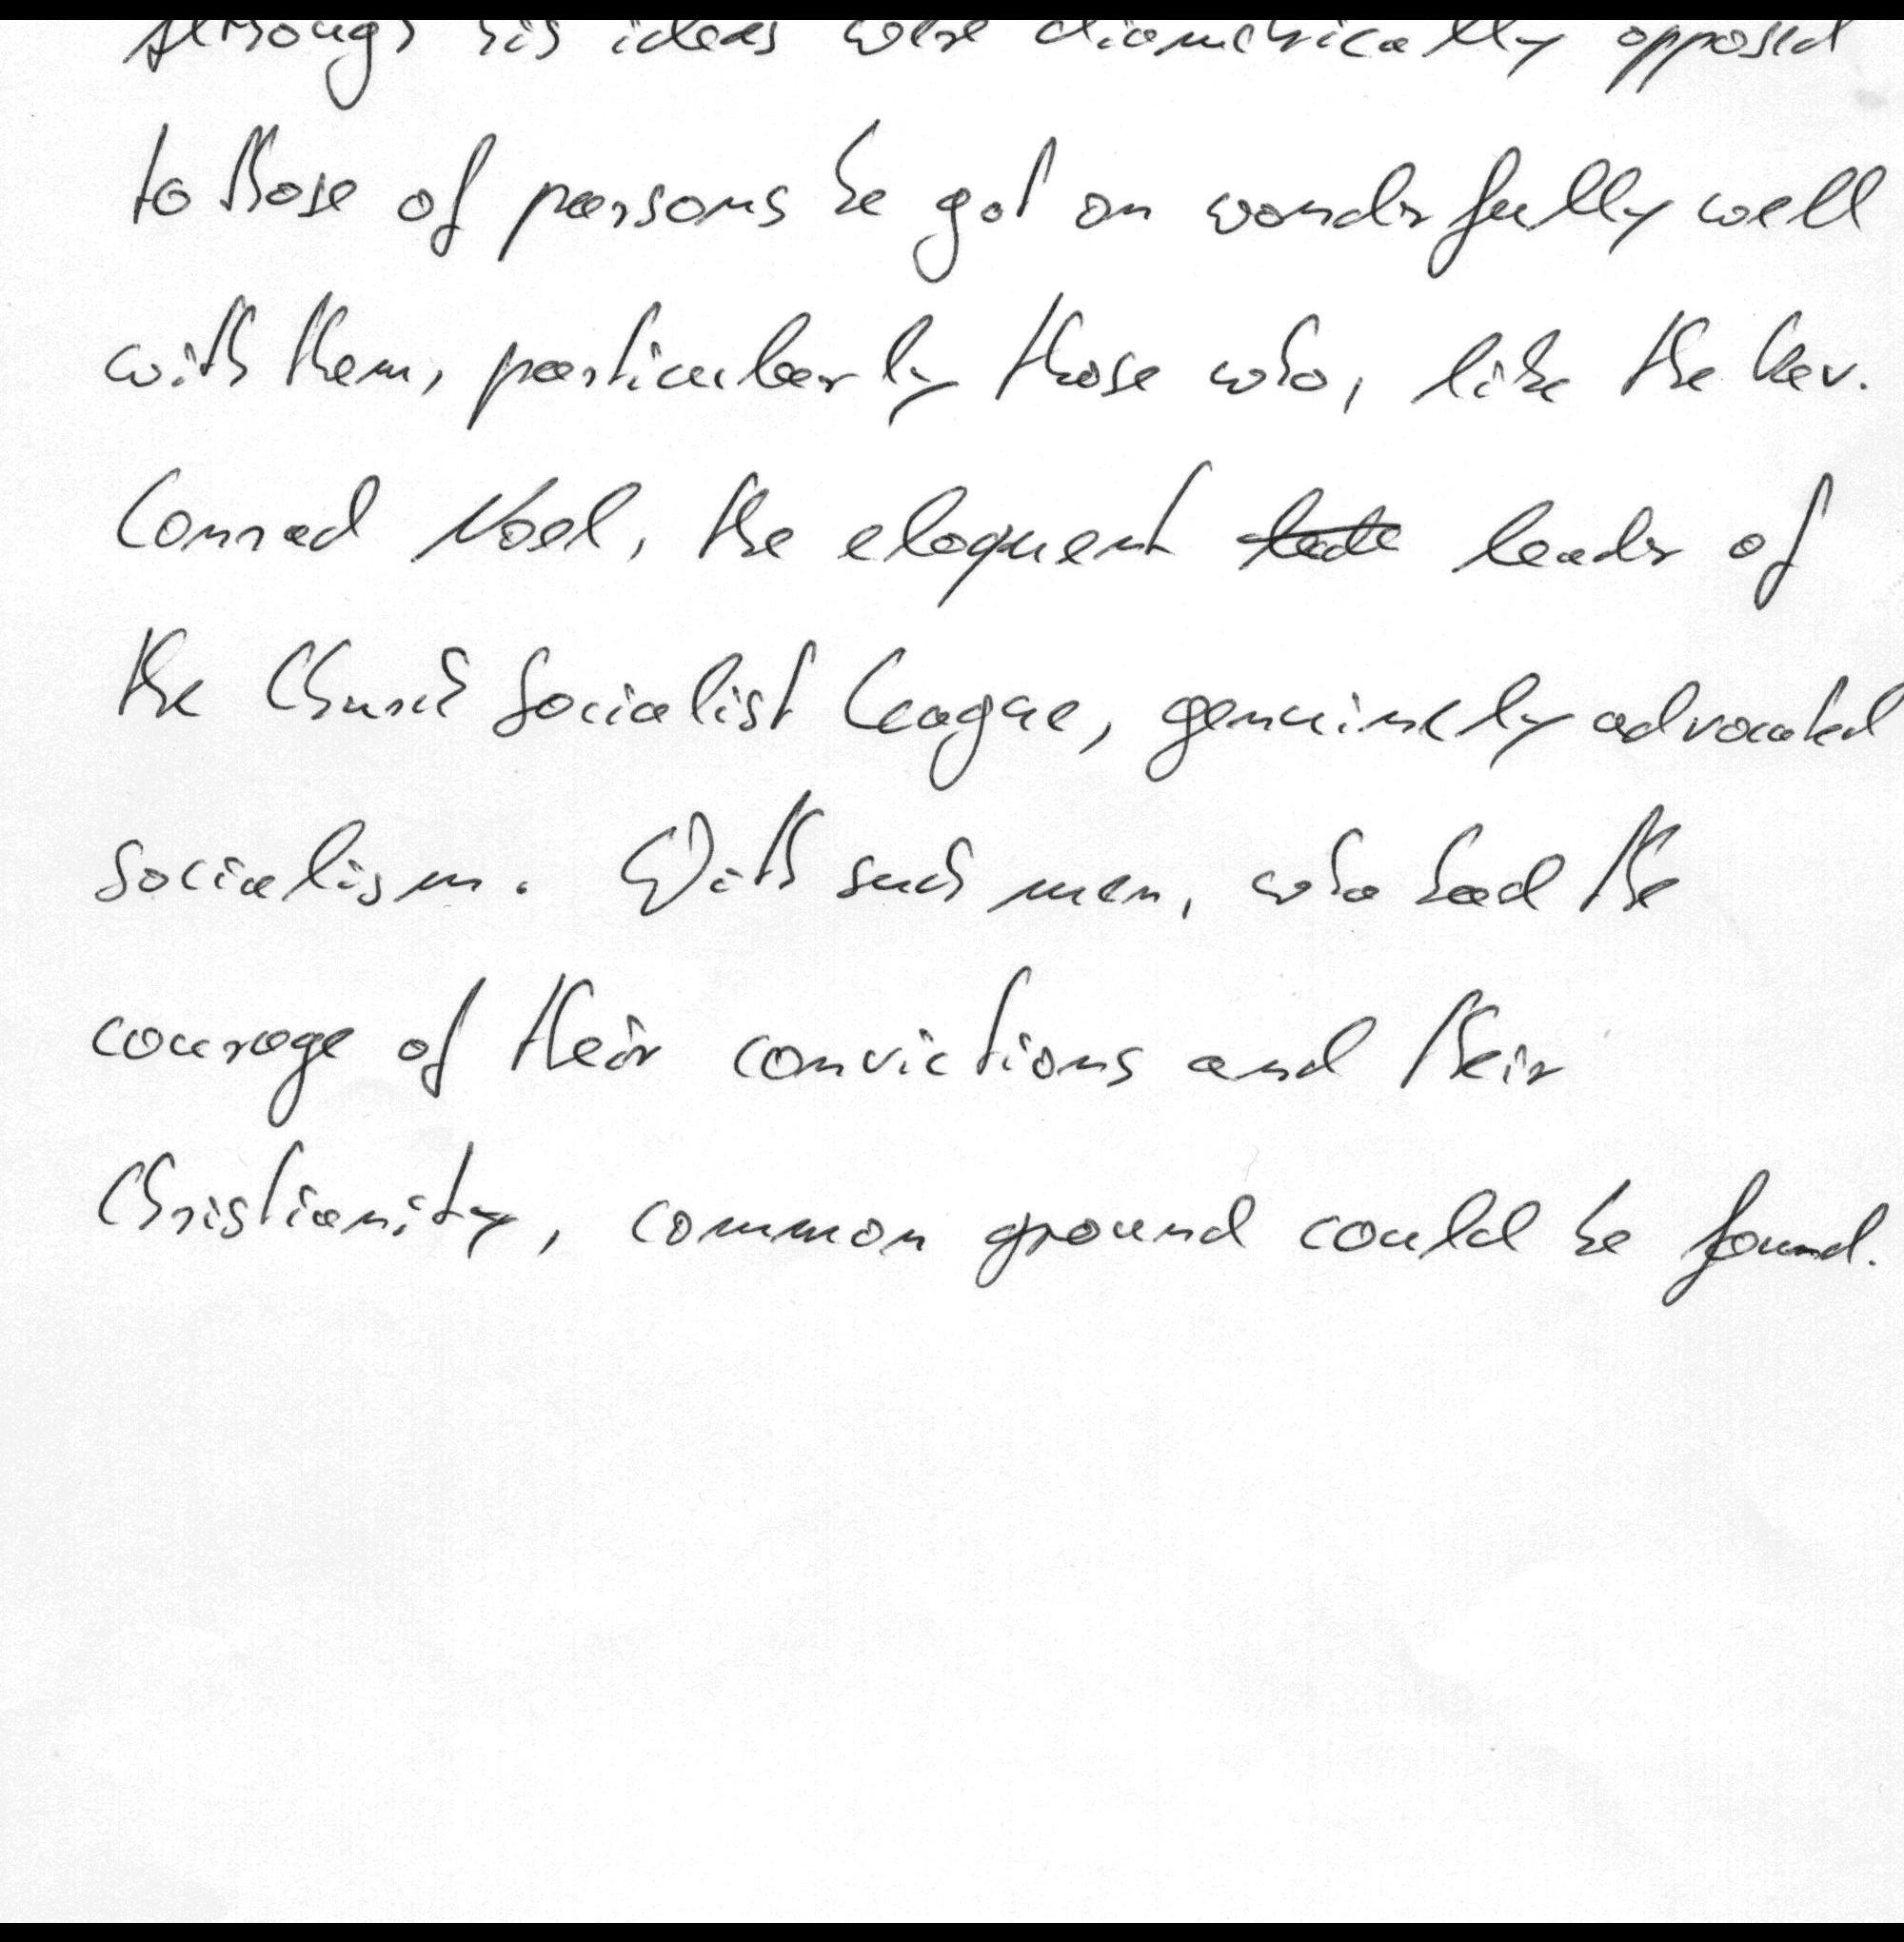 Although his ideas were diametrically opposed
to those of parsons he got on wonderfully well
with them, particularly those who, like the Rev.
Conrad Noel, the eloquent leader of
the Church Socialist League, genuinely advocated
socialism. With such men, who had the
courage of their convictions and their
Christianity, common ground could be found.